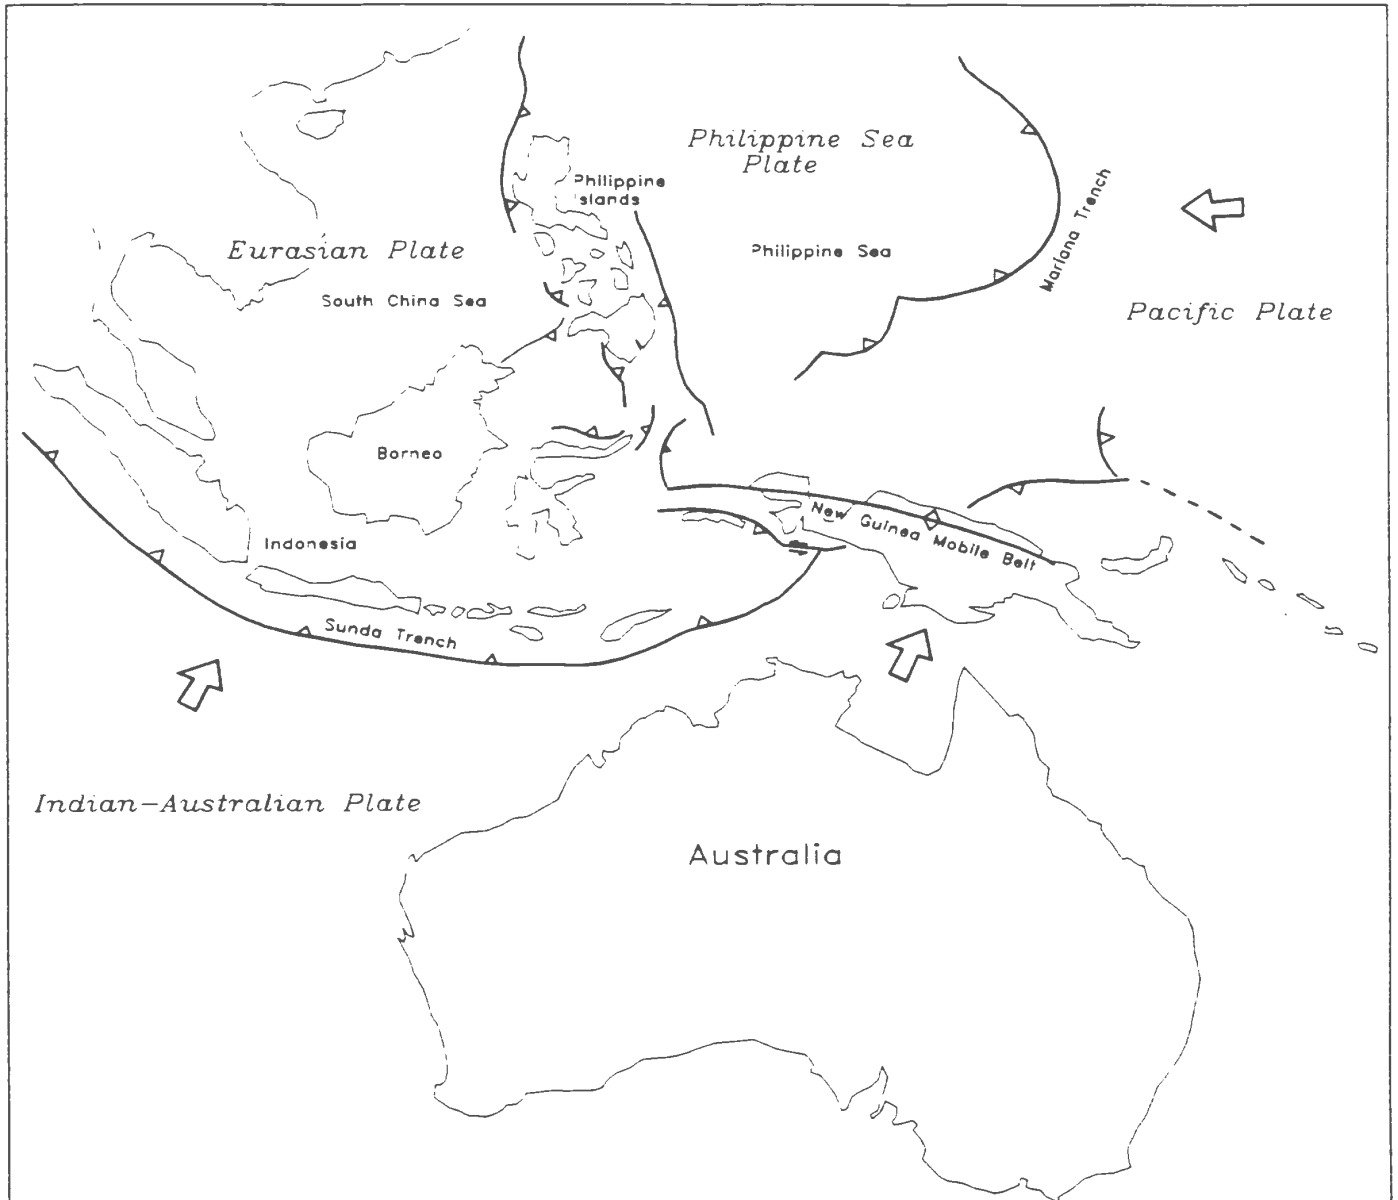 Philippine Sea
Plate
Philippine
Islands
Mariana Trench
Eurasian Plate
Philippine Sea
South China Sea
Pacific Plate
Borneo
New Guinea Mobile Belt
Indonesia
Sunda Trench
Indian-Australian Plate
Australia